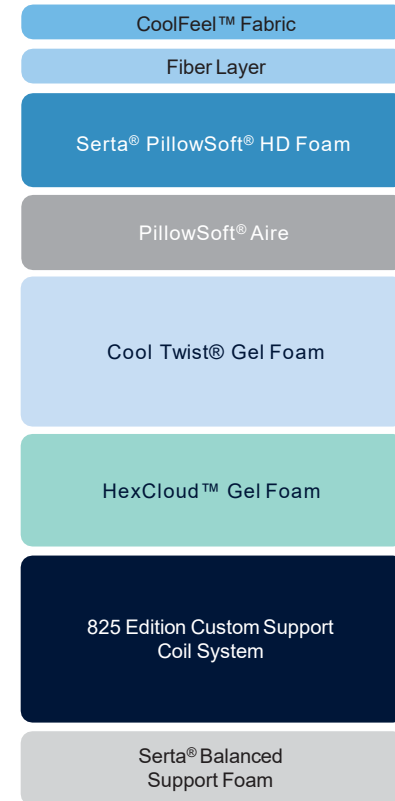 CoolFeel™ Fabric
Fiber Layer
Serta® PillowSoft® HD Foam
PillowSoft® Aire
Cool Twist® Gel Foam
HexCloud™ Gel Foam
825 Edition Custom Support
Coil System
Serta® Balanced
Support Foam